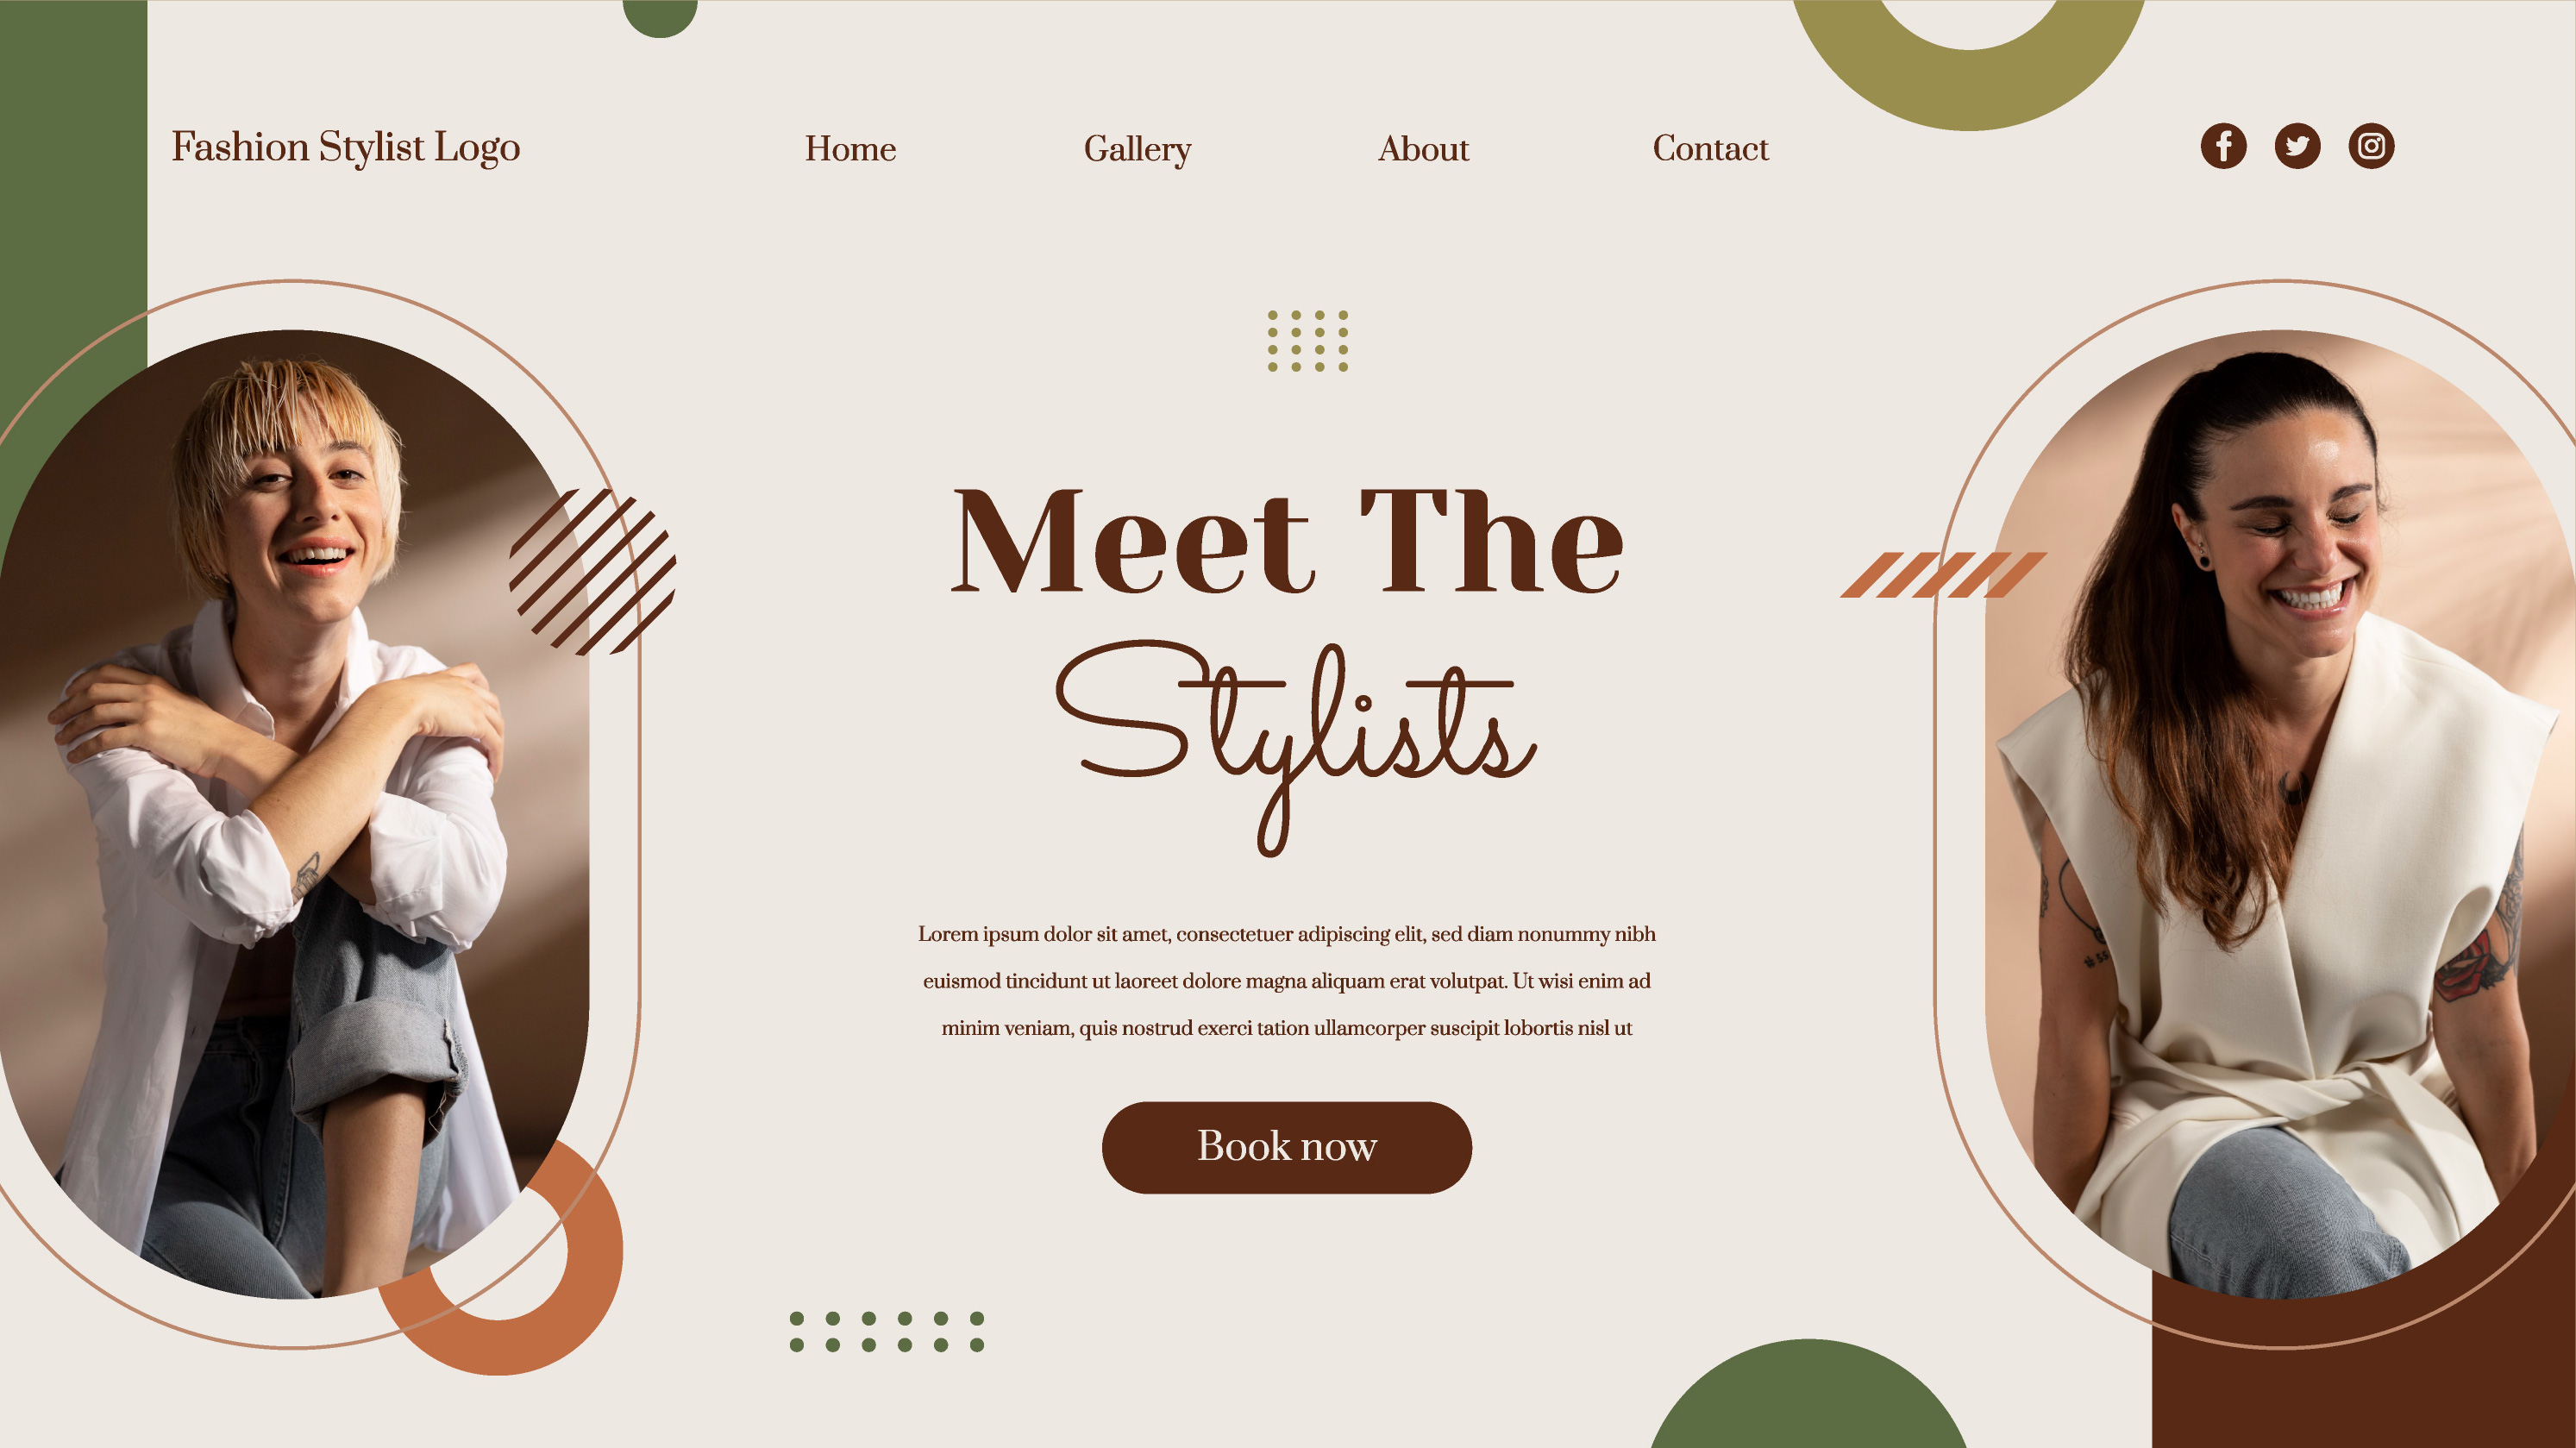 Fashion Stylist Logo
Home
Gallery
About
Contact
Meet The
Stylists
Lorem ipsum dolor sit amet, consectetuer adipiscing elit, sed diam nonummy nibh
euismod tincidunt ut laoreet dolore magna aliquam erat volutpat. Ut wisi enim ad
minim veniam, quis nostrud exerci tation ullamcorper suscipit lobortis nisl ut
Book now